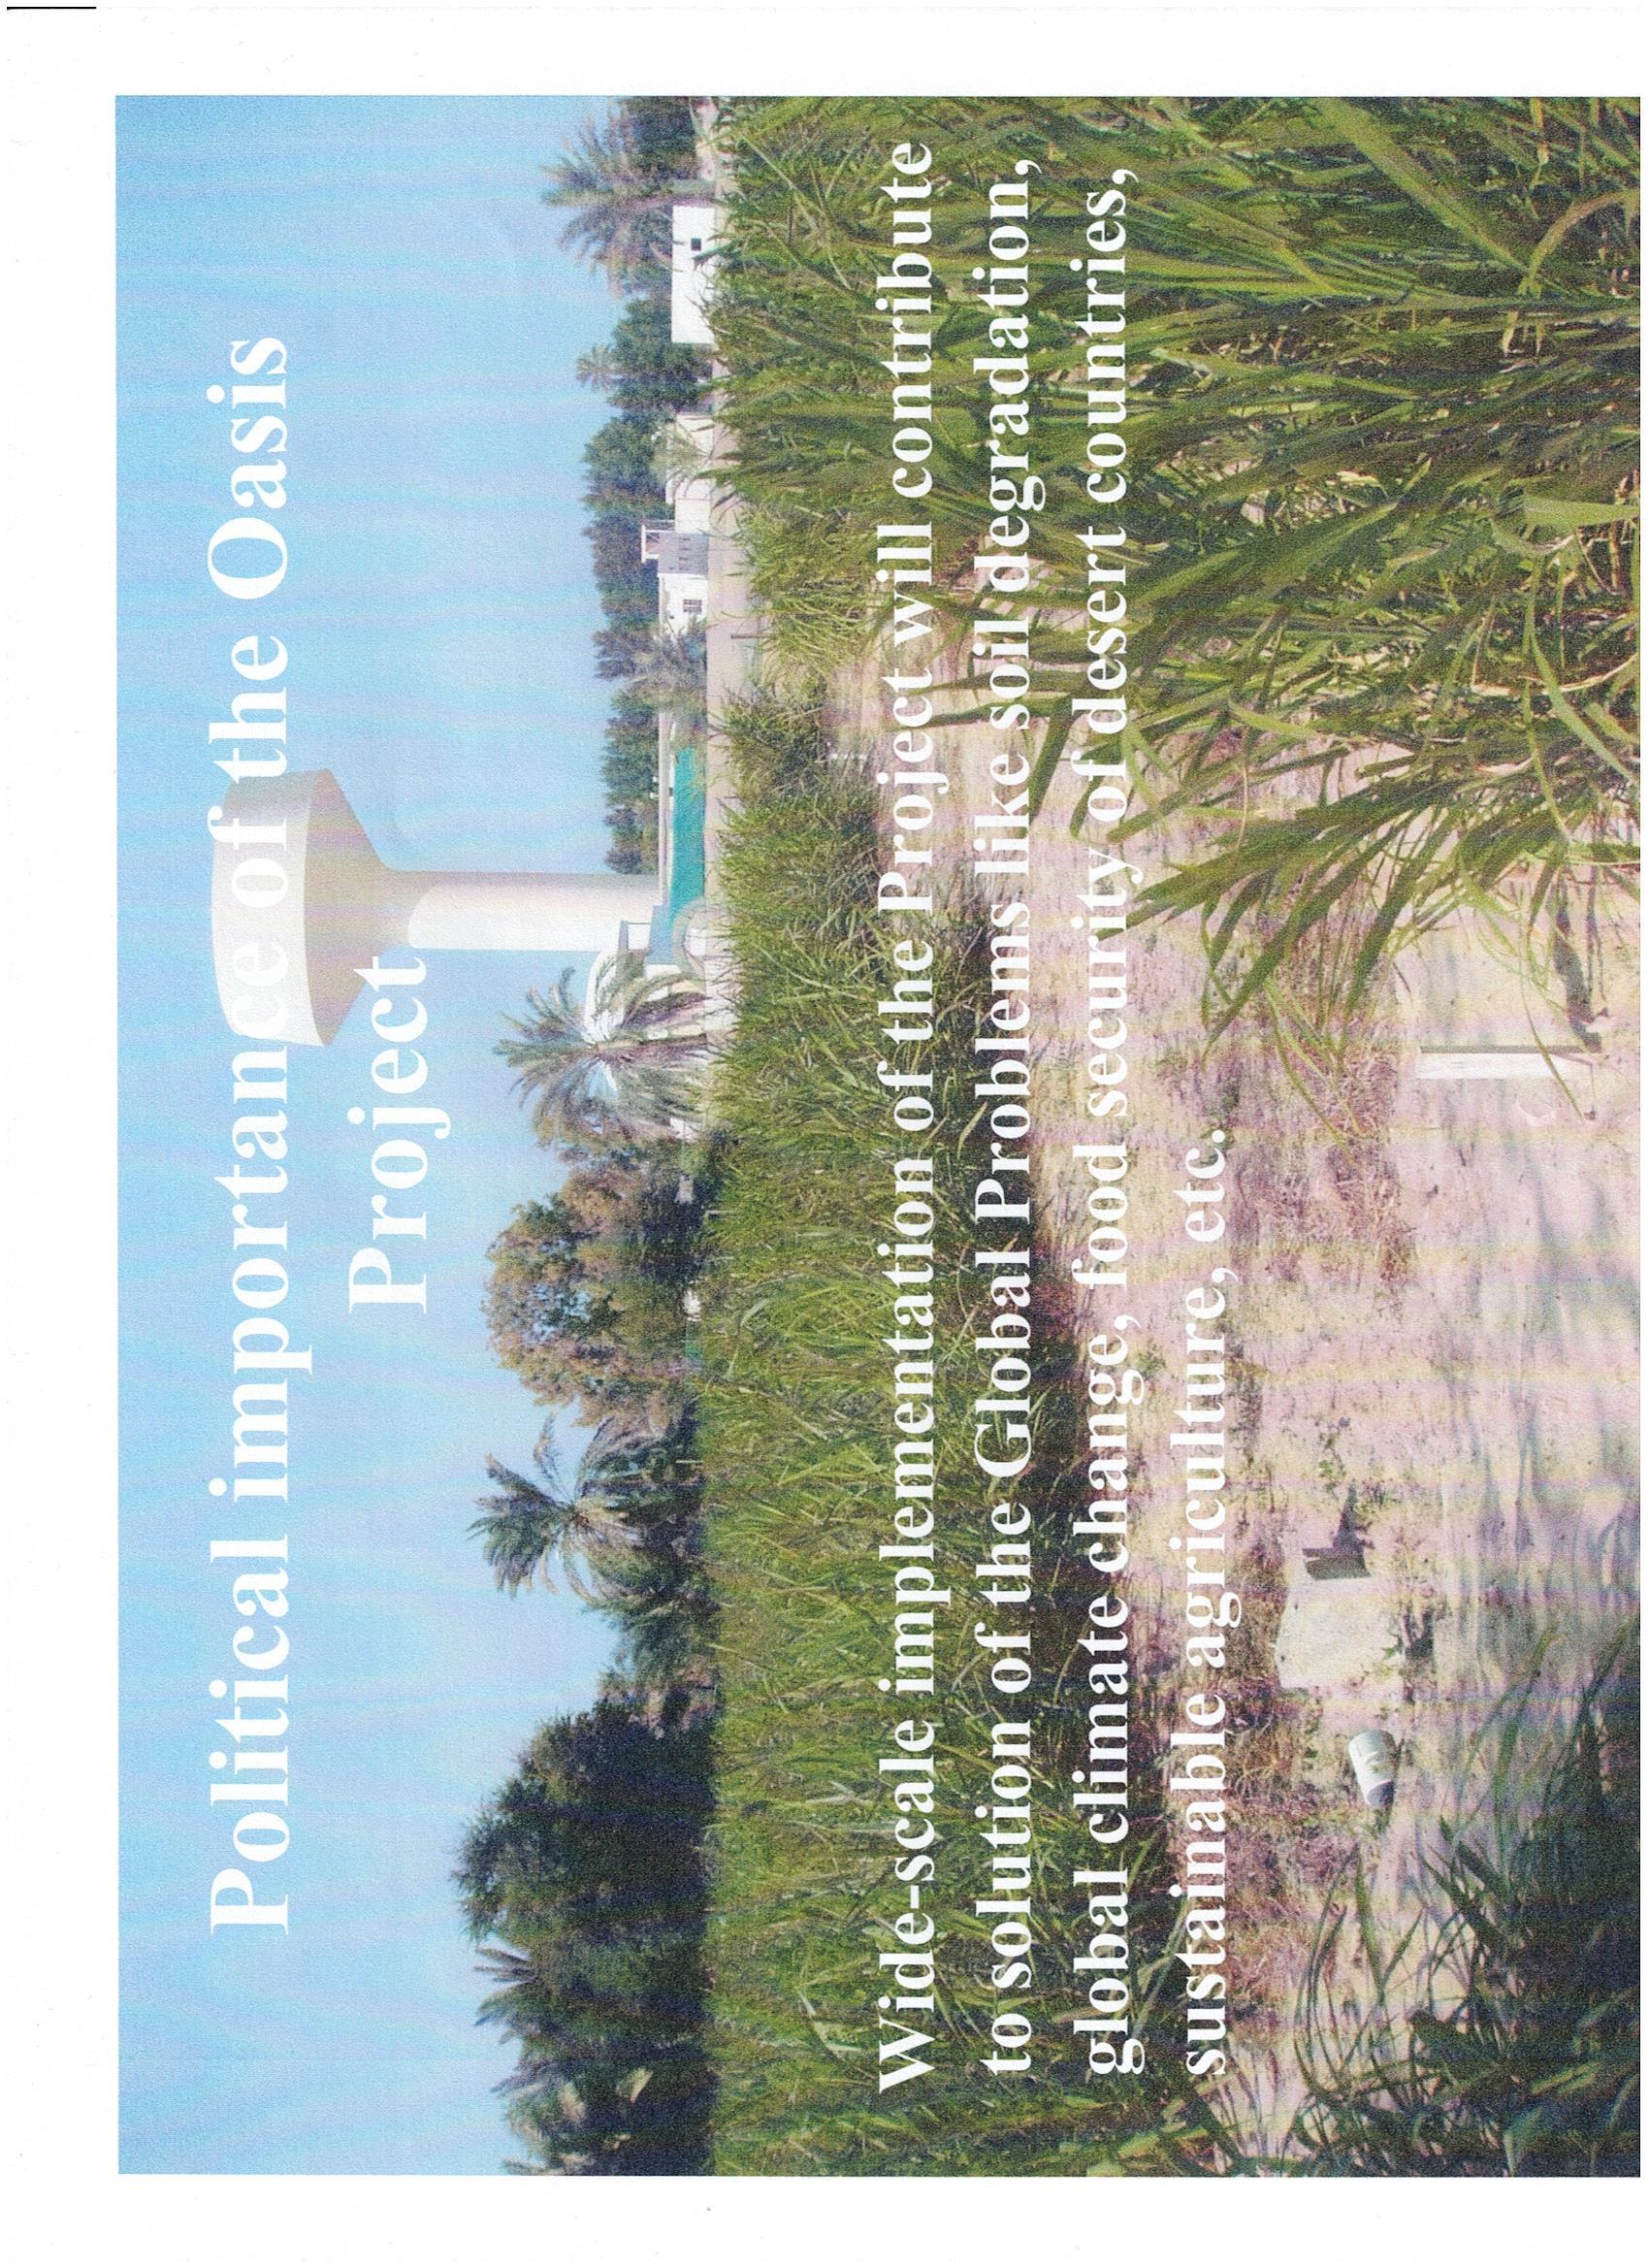 Political importance of the Oasis
Project
Wide-scale implementation of the Project will contribute
to solution of the Global Problems like soil degradation,
global climate change, food security of desert countries,
sustainable agriculture, etc.